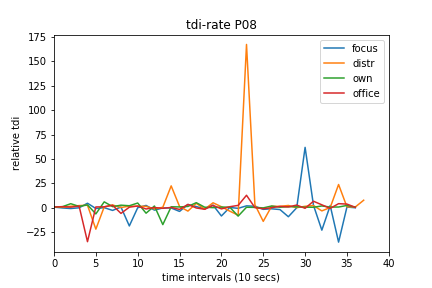 tdi-rate P08
relative tdi
175
150
125
100
75
50
25
0
−25
0
5
10
15
20
25
30
35
40
time intervals (10 secs)
focus
distr
own
office